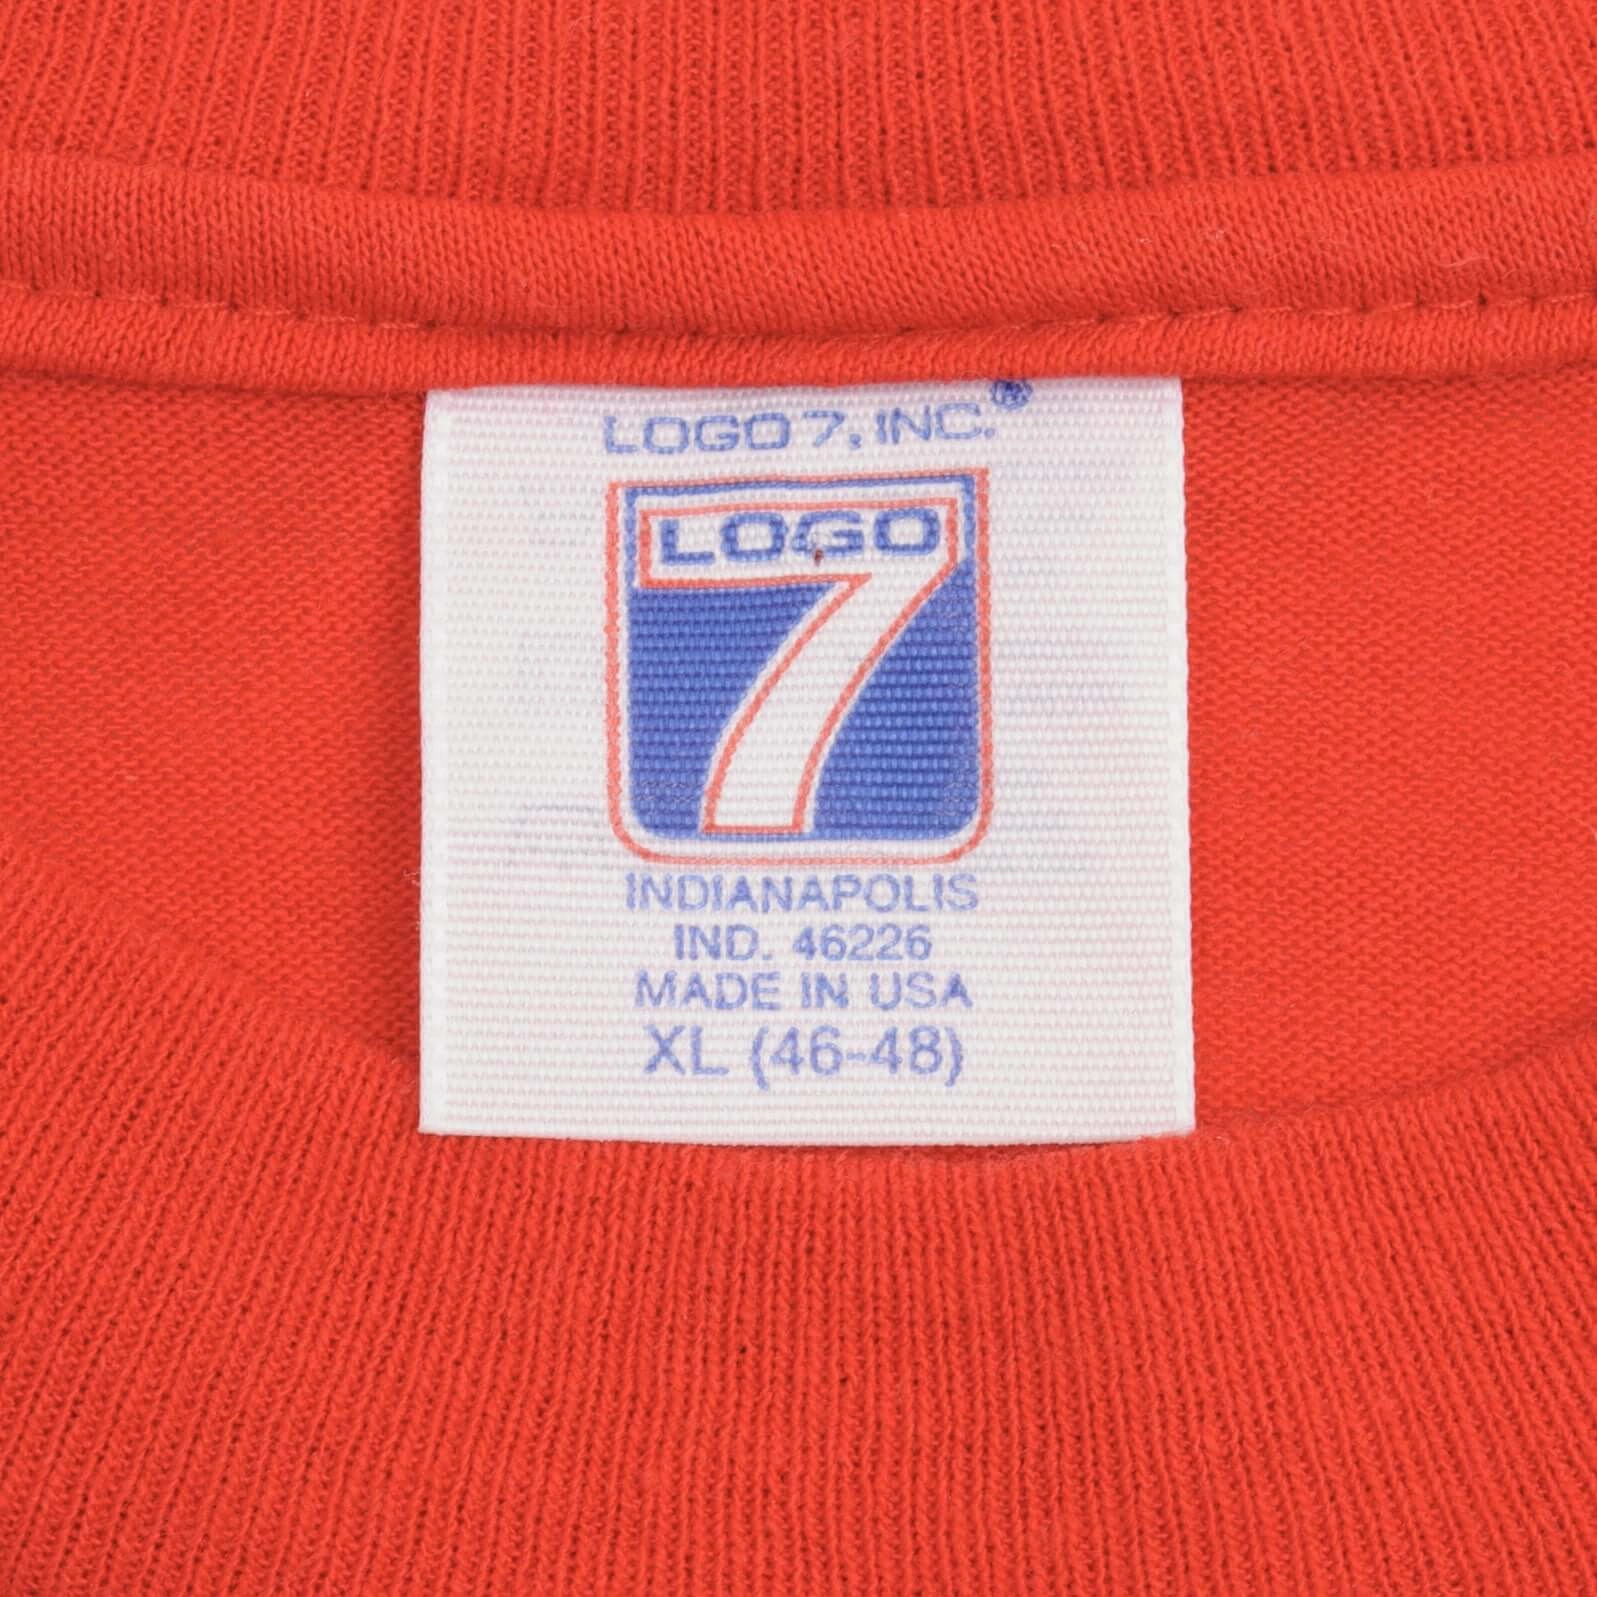 LOGO 7, INC.®
LOGO
7
INDIANAPOLIS
IND. 46226
MADE IN USA
XL (46-48)